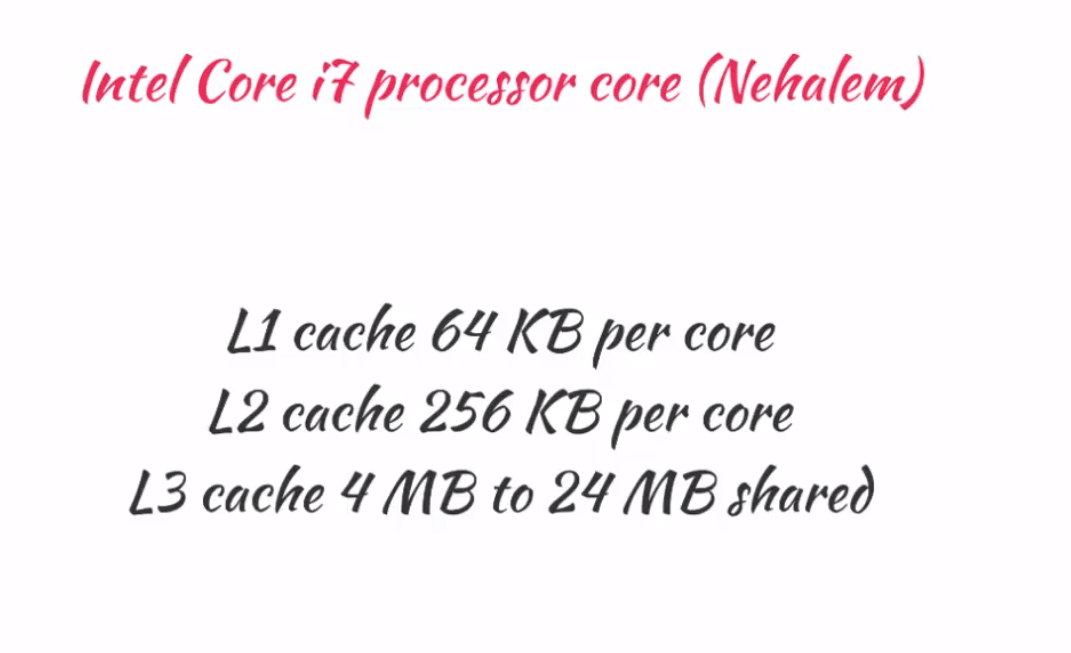 Intel Core i7 processor core (Nehalem)
L1 cache 64 KB per core
L2 cache 256 KB per core
L3 cache 4 MB to 24 MB shared